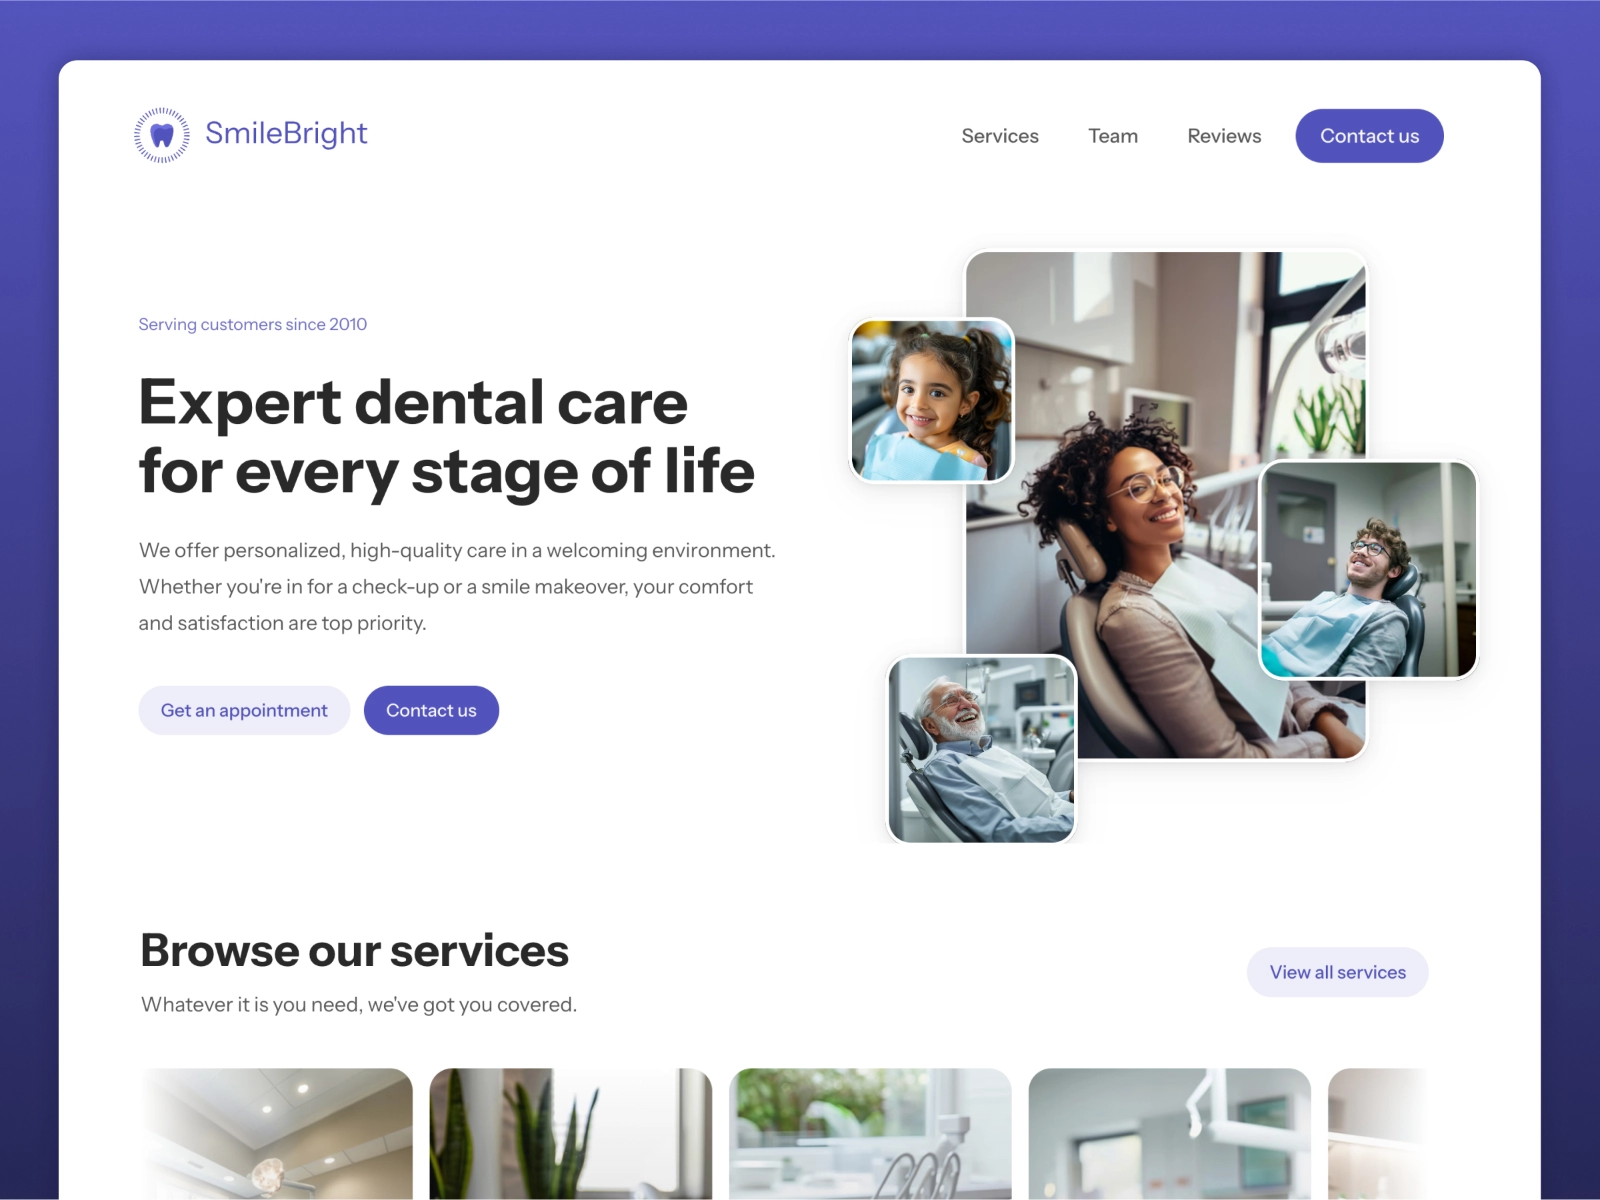 SmileBright
Services
Team
Reviews
Contact us
Serving customers since 2010
Expert dental care
for every stage of life
We offer personalized, high-quality care in a welcoming environment.
Whether you're in for a check-up or a smile makeover, your comfort
and satisfaction are top priority.
Get an appointment
Contact us
Browse our services
Whatever it is you need, we've got you covered.
View all services